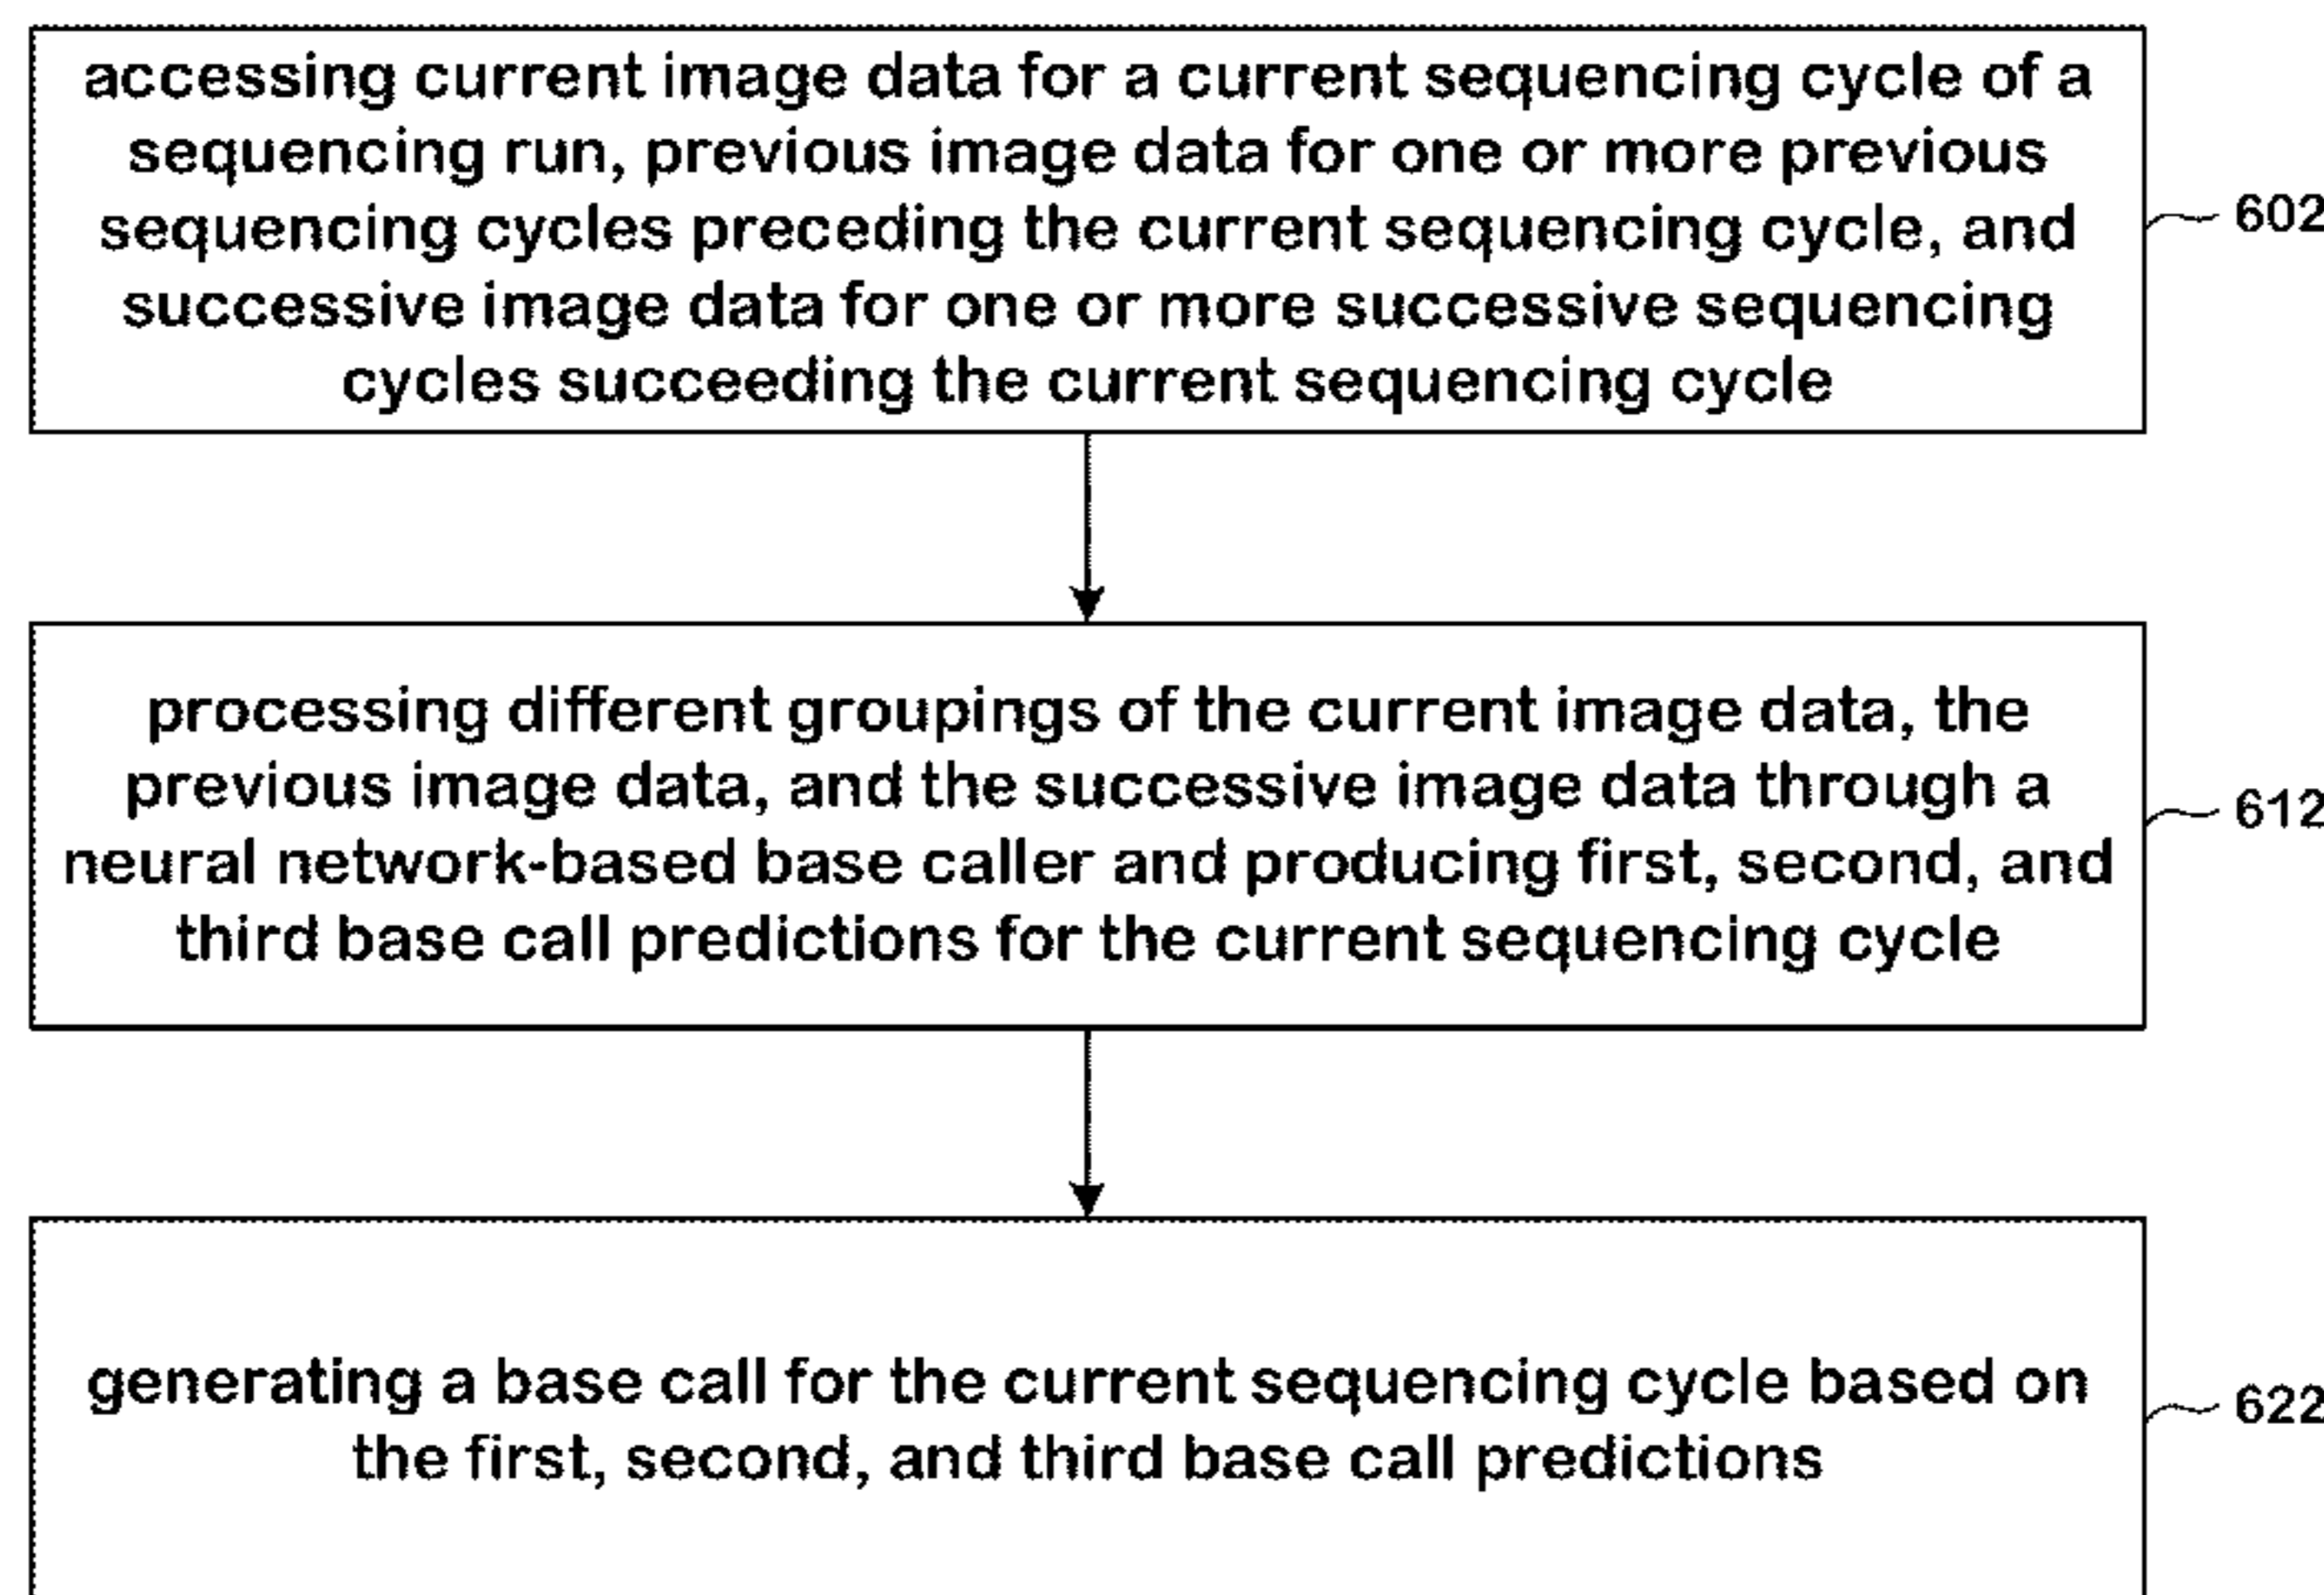 accessing current image data for a current sequencing cycle of a
sequencing run, previous image data for one or more previous
sequencing cycles preceding the current sequencing cycle, and
successive image data for one or more successive sequencing
cycles succeeding the current sequencing cycle
602
processing different groupings of the current image data, the
previous image data, and the successive image data through a
neural network-based base caller and producing first, second, and
third base call predictions for the current sequencing cycle
612
generating a base call for the current sequencing cycle based on
the first, second, and third base call predictions
622